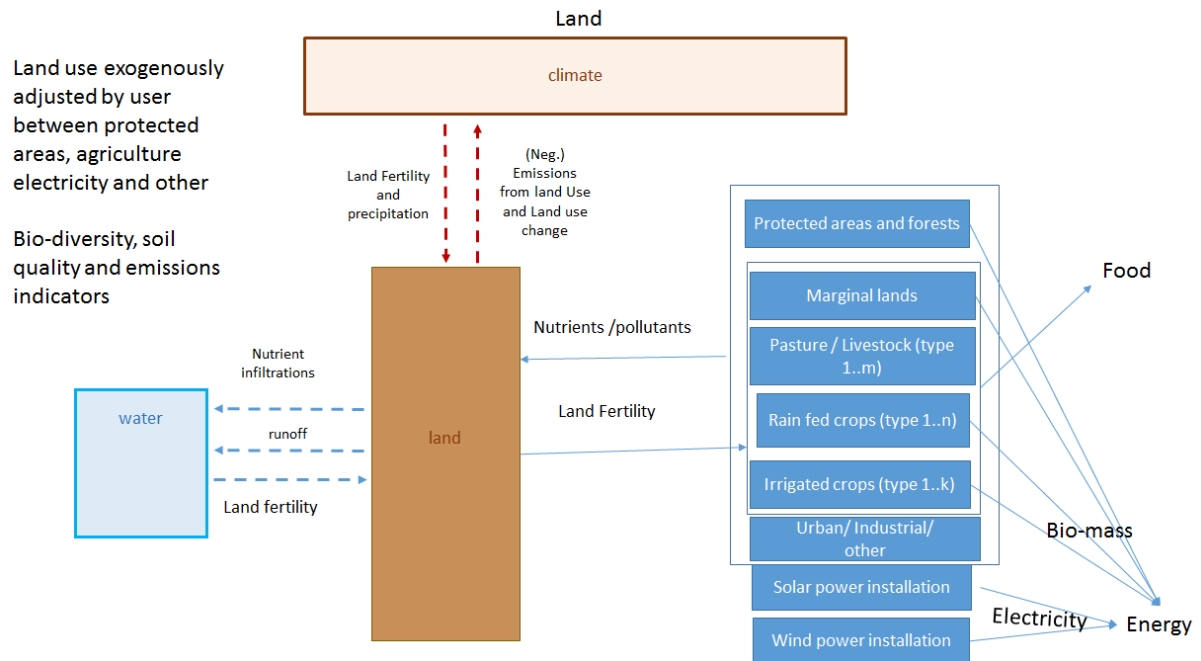 Land
climate
Land use exogenously
adjusted by user
between protected
areas, agriculture
electricity and other
Bio-diversity, soil
quality and emissions
indicators
Land Fertility
and
precipitation
(Neg.)
Emissions
from land Use
and Land use
change
Protected areas and forests
Marginal lands
Pasture / Livestock (type
1..m)
Rain fed crops (type 1..n)
Irrigated crops (type 1..k)
Urban/ Industrial/
other
Solar power installation
Wind power installation
Food
Nutrients /pollutants
Land Fertility
Nutrient
infiltrations
water
runoff
Land fertility
land
Bio-mass
Electricity
Energy